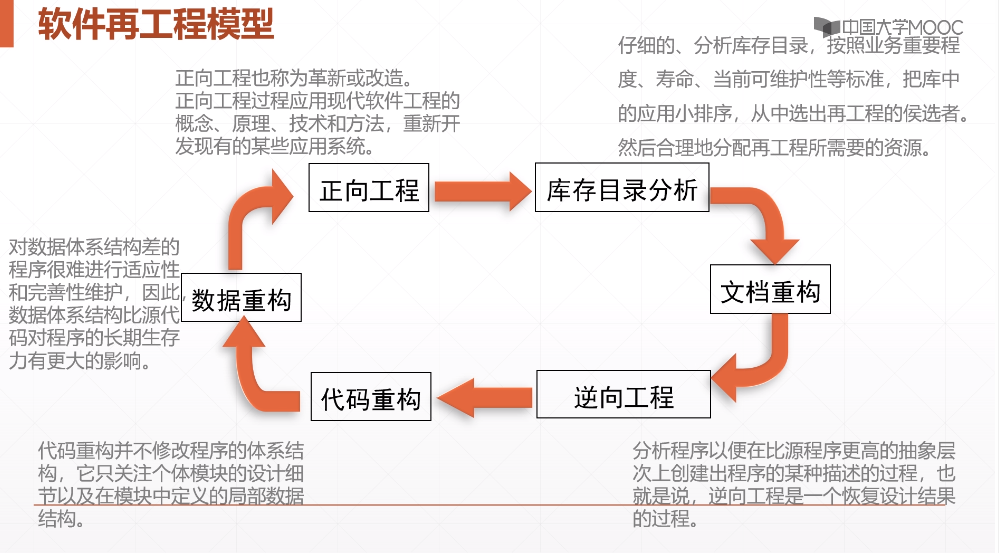 软件再工程模型
中国大学MOOC
正向工程也称为革新或改造。
正向工程过程应用现代软件工程的
概念、原理、技术和方法，重新开
发现有的某些应用系统。
仔细的、分析库存目录，按照业务重要程
度、寿命、当前可维护性等标准，把库中
的应用小排序，从中选出再工程的侯选者。
然后合理地分配再工程所需要的资源。
正向工程
库存目录分析
对数据体系结构差的
程序很难进行适应性
和完善性维护，因此，
数据体系结构比源代
码对程序的长期生存
力有更大的影响。
数据重构
文档重构
代码重构
逆向工程
代码重构并不修改程序的体系结
构，它只关注个体模块的设计细
节以及在模块中定义的局部数据
结构。
分析程序以便在比源程序更高的抽象层
次上创建出程序的某种描述的过程，也
就是说，逆向工程是一个恢复设计结果
的过程。